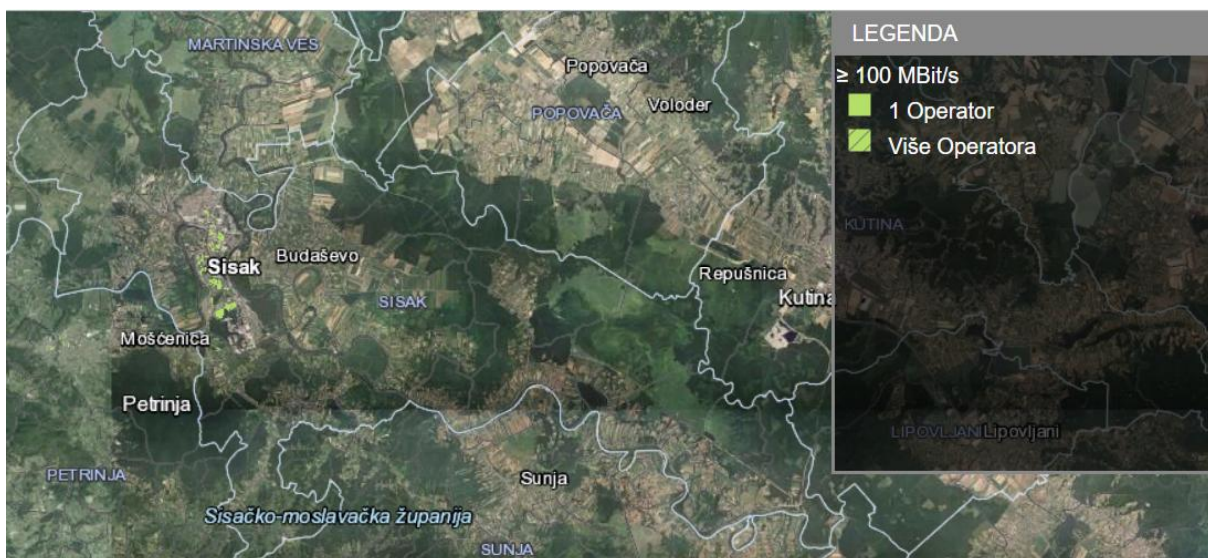 LEGENDA
≥ 100 MBit/s
1 Operator
Više Operatora
MARTINSKA VES
Popovača
Voloder
POPOVAČA
KUTINA
Budaševo
Sisak
Repušnica
SISAK
Kutina
Mošćenica
Petrinja
LIPOVLJANI Lipovljani
PETRINJA
Sunja
Sisačko-moslavačka županija
SUNJA